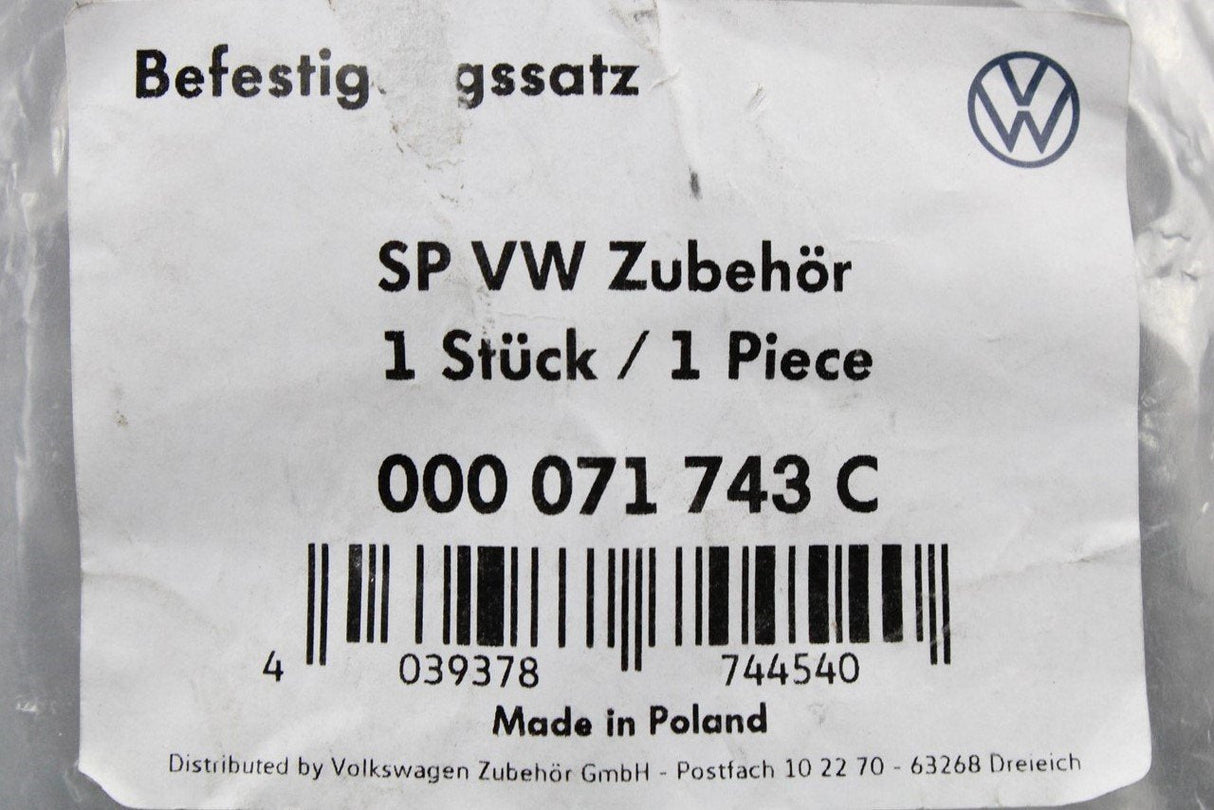 Befestig gssatz
SP VW Zubehör
1 Stück / 1 Piece
000 071 743 C
4 039378 744540
Made in Poland
Distributed by Volkswagen Zubehör GmbH - Postfach 10 22 70 - 63268 Dreieich